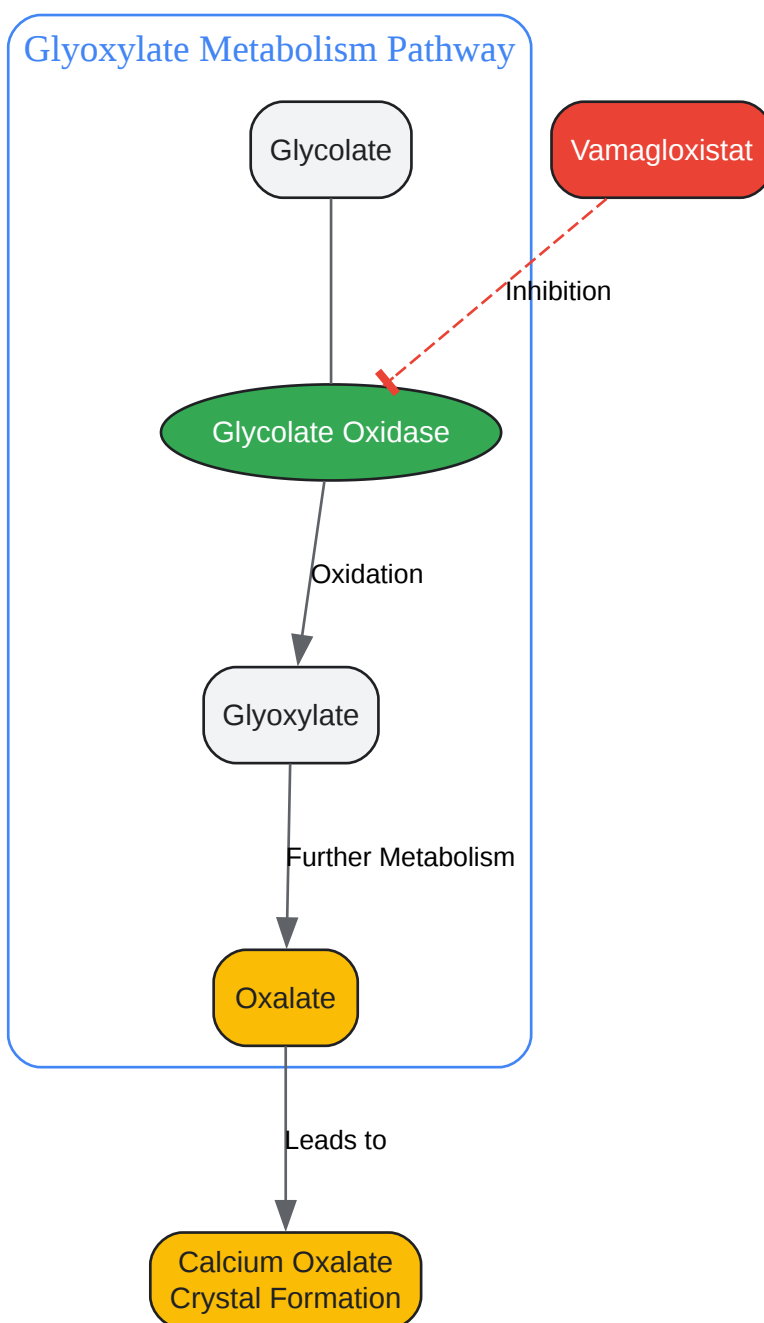 Glyoxylate Metabolism Pathway
Glycolate
Vamagloxistat
Inhibition
Glycolate Oxidase
Oxidation
Glyoxylate
Further Metabolism
Oxalate
Leads to
Calcium Oxalate
Crystal Formation